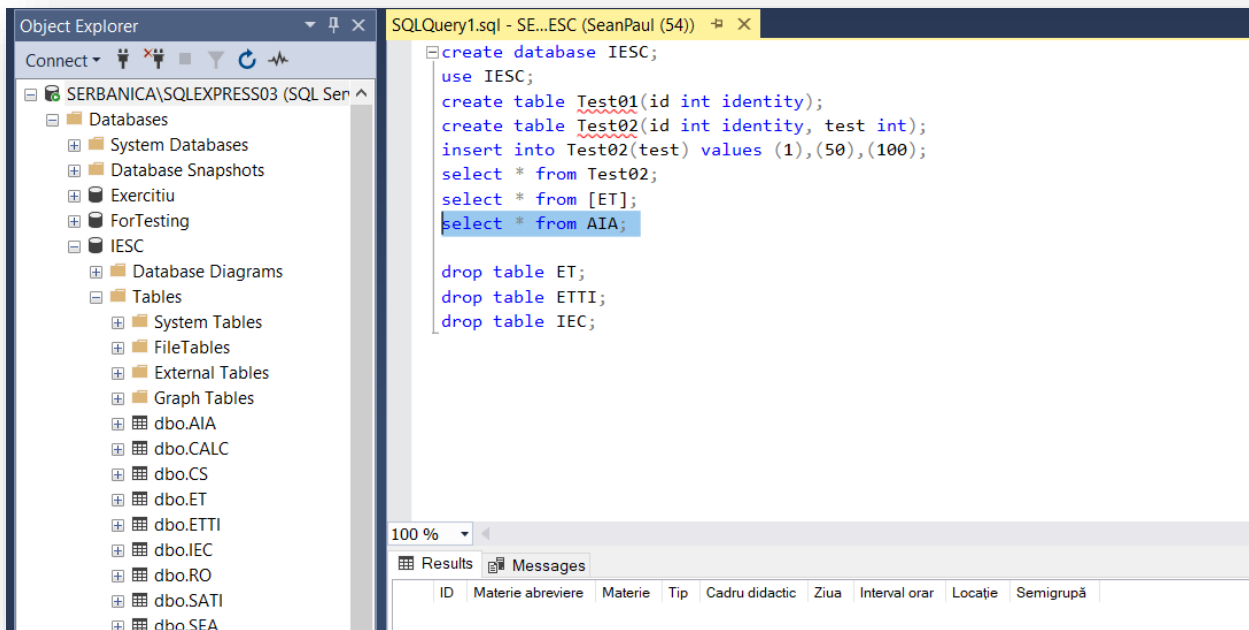 Object Explorer
Connect
SERBANICA\SQLEXPRESS03 (SQL Ser
Databases
System Databases
Database Snapshots
Exercitiu
ForTesting
IESC
Database Diagrams
Tables
System Tables
FileTables
External Tables
Graph Tables
dbo.AIA
dbo.CALC
dbo.CS
dbo.ET
dbo.ETTI
dbo.IEC
dbo.RO
dbo.SATI
dbo.SEA
SQLQuery1.sql - SE...ESC (SeanPaul (54))
create database IESC;
use IESC;
create table Test01(id int identity);
create table Test02(id int identity, test int);
insert into Test02(test) values (1),(50),(100);
select * from Test02;
select * from [ET];
select * from AIA;
drop table ET;
drop table ETTI;
drop table IEC;
100 %
Results Messages
ID Materie abreviere Materie Tip Cadru didactic Ziua Interval orar Locație Semigrupă